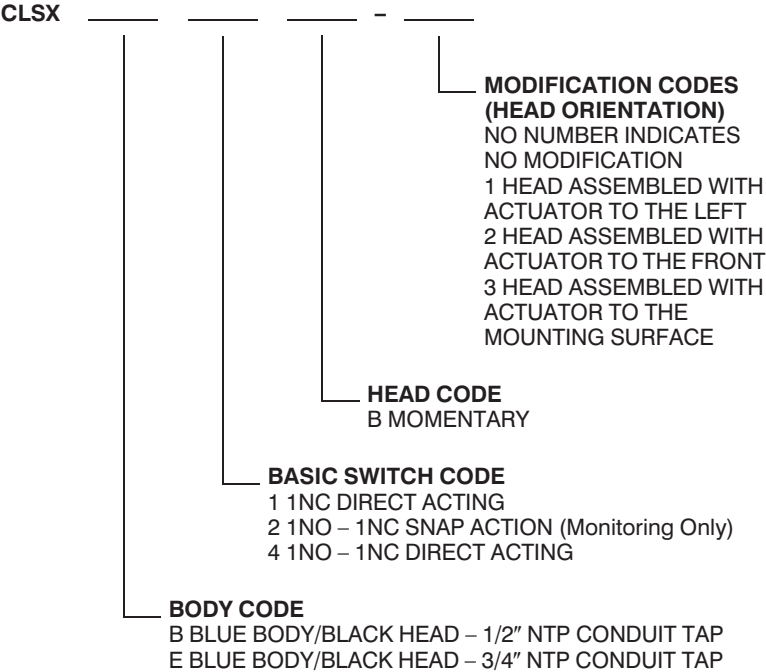 CLSX –
MODIFICATION CODES
(HEAD ORIENTATION)
NO NUMBER INDICATES
NO MODIFICATION
1 HEAD ASSEMBLED WITH
ACTUATOR TO THE LEFT
2 HEAD ASSEMBLED WITH
ACTUATOR TO THE FRONT
3 HEAD ASSEMBLED WITH
ACTUATOR TO THE
MOUNTING SURFACE
HEAD CODE
B MOMENTARY
BASIC SWITCH CODE
1 1NC DIRECT ACTING
2 1NO – 1NC SNAP ACTION (Monitoring Only)
4 1NO – 1NC DIRECT ACTING
BODY CODE
B BLUE BODY/BLACK HEAD – 1/2″ NTP CONDUIT TAP
E BLUE BODY/BLACK HEAD – 3/4″ NTP CONDUIT TAP